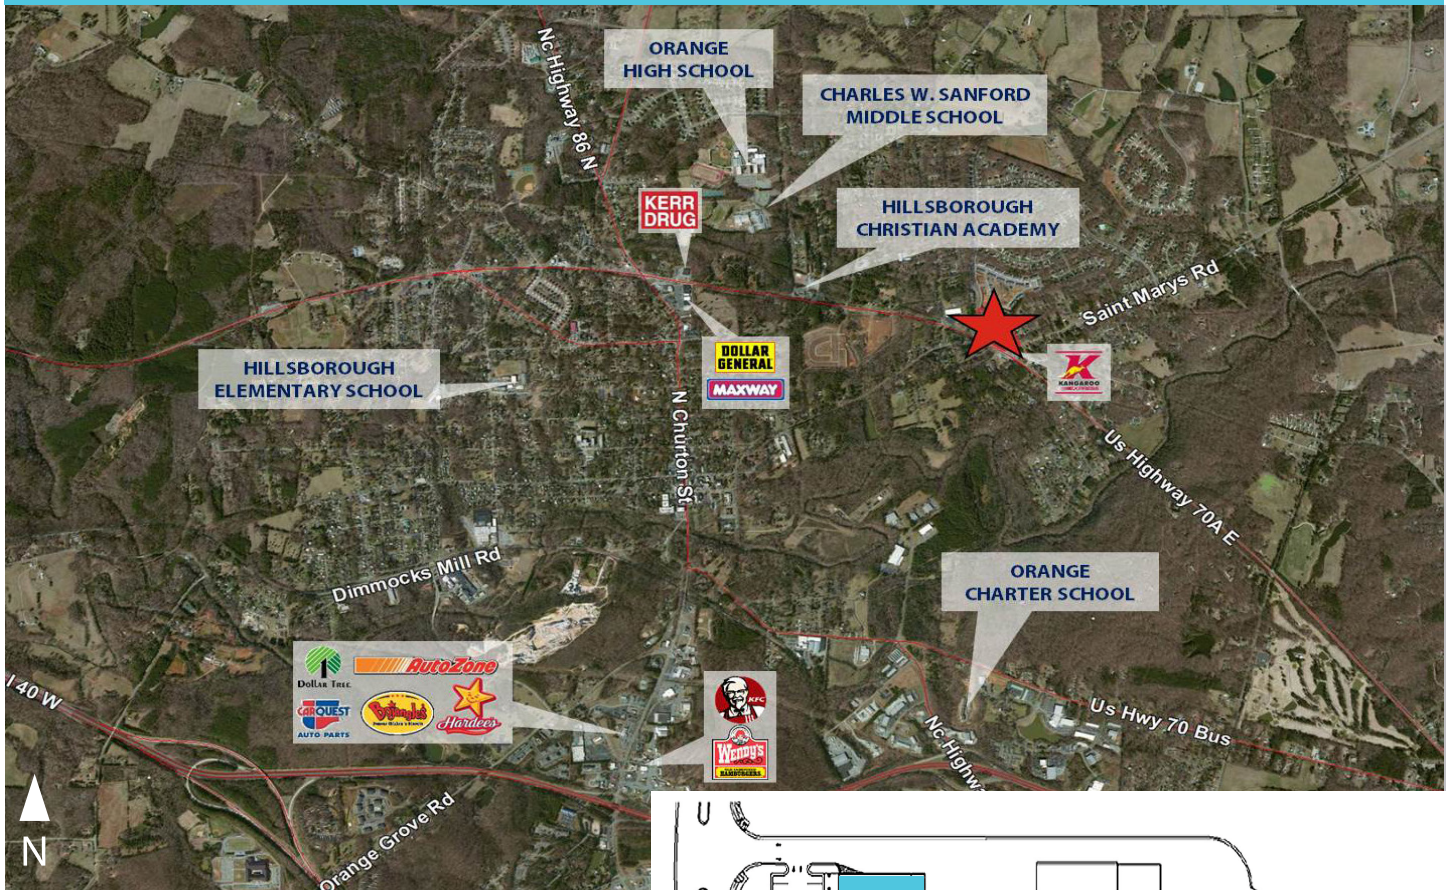 Nc Highway 86 N
ORANGE
HIGH SCHOOL
CHARLES W. SANFORD
MIDDLE SCHOOL
KERR
DRUG
HILLSBOROUGH
CHRISTIAN ACADEMY
Saint Marys Rd
HILLSBOROUGH
ELEMENTARY SCHOOL
DOLLAR
GENERAL
MAXWAY
K
KANGAROO
N Churton St
Us Highway 70A E
Dimmocks Mill Rd
ORANGE
CHARTER SCHOOL
DOLLAR TREE
AutoZone
CARQUEST
AUTO PARTS
Bojangles'
Hardee's
KFC
WENDY'S
HAMBURGERS
I 40 W
Us Hwy 70 Bus
Nc Highwa
Orange Grove Rd
N